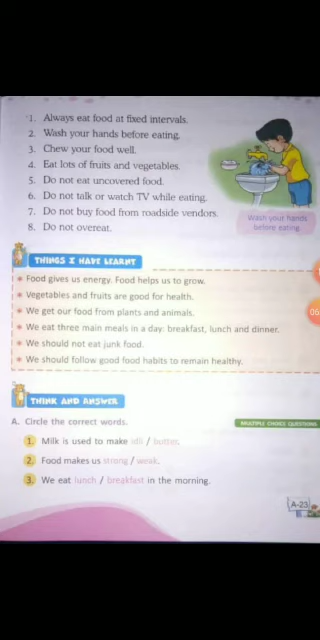 1. Always eat food at fixed intervals.
2. Wash your hands before eating.
3. Chew your food well.
4. Eat lots of fruits and vegetables.
5. Do not eat uncovered food.
6. Do not talk or watch TV while eating.
7. Do not buy food from roadside vendors.
8. Do not overeat.
Wash your hands
before eating
THINGS I HAVE LEARNT
Food gives us energy. Food helps us to grow.
Vegetables and fruits are good for health.
We get our food from plants and animals.
We eat three main meals in a day: breakfast, lunch and dinner.
We should not eat junk food.
We should follow good food habits to remain healthy.
06
THINK AND ANSWER
A. Circle the correct words.
MULTIPLE CHOICE QUESTIONS
1. Milk is used to make idli / butter.
2. Food makes us strong / weak.
3. We eat lunch / breakfast in the morning.
A-23